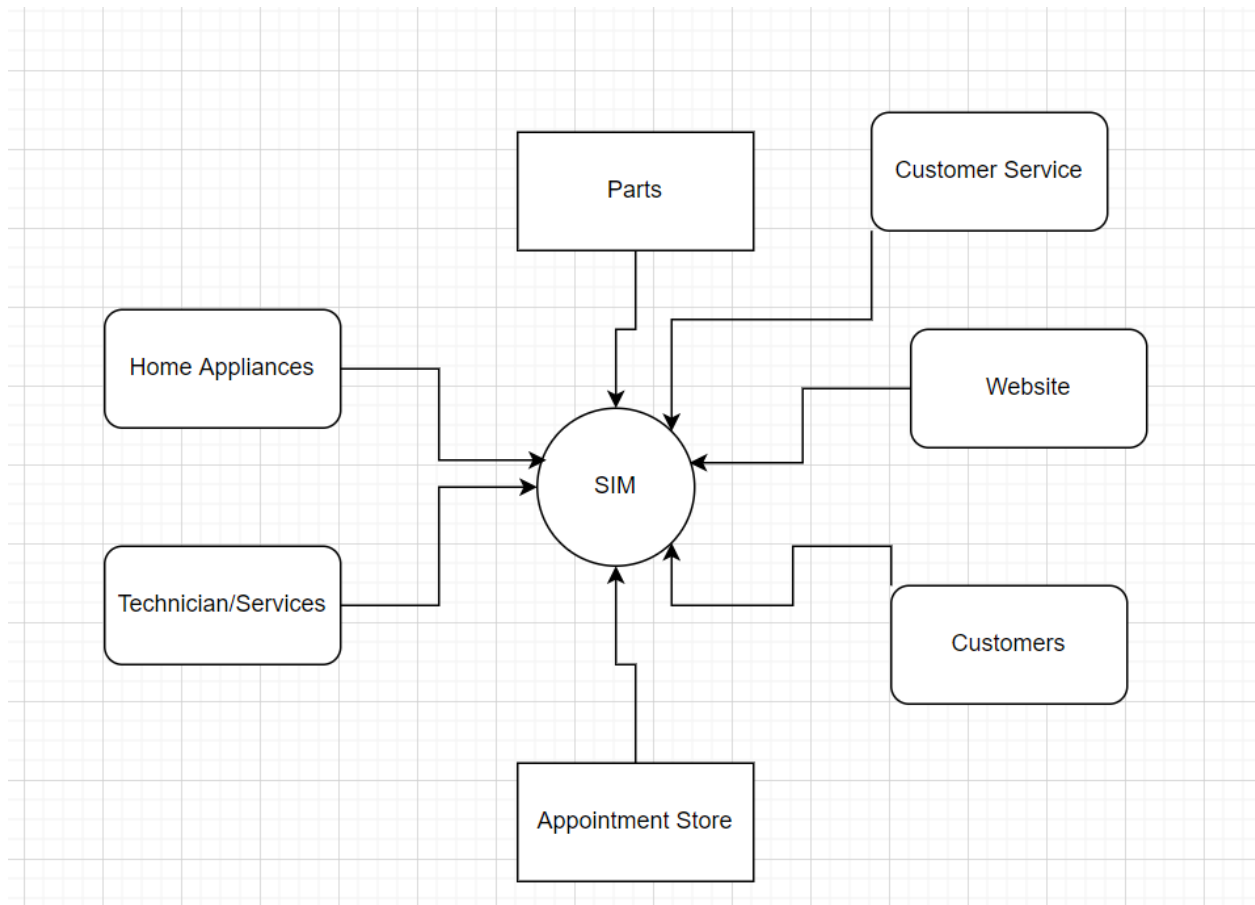 Parts
Customer Service
Home Appliances
Website
SIM
Technician/Services
Customers
Appointment Store